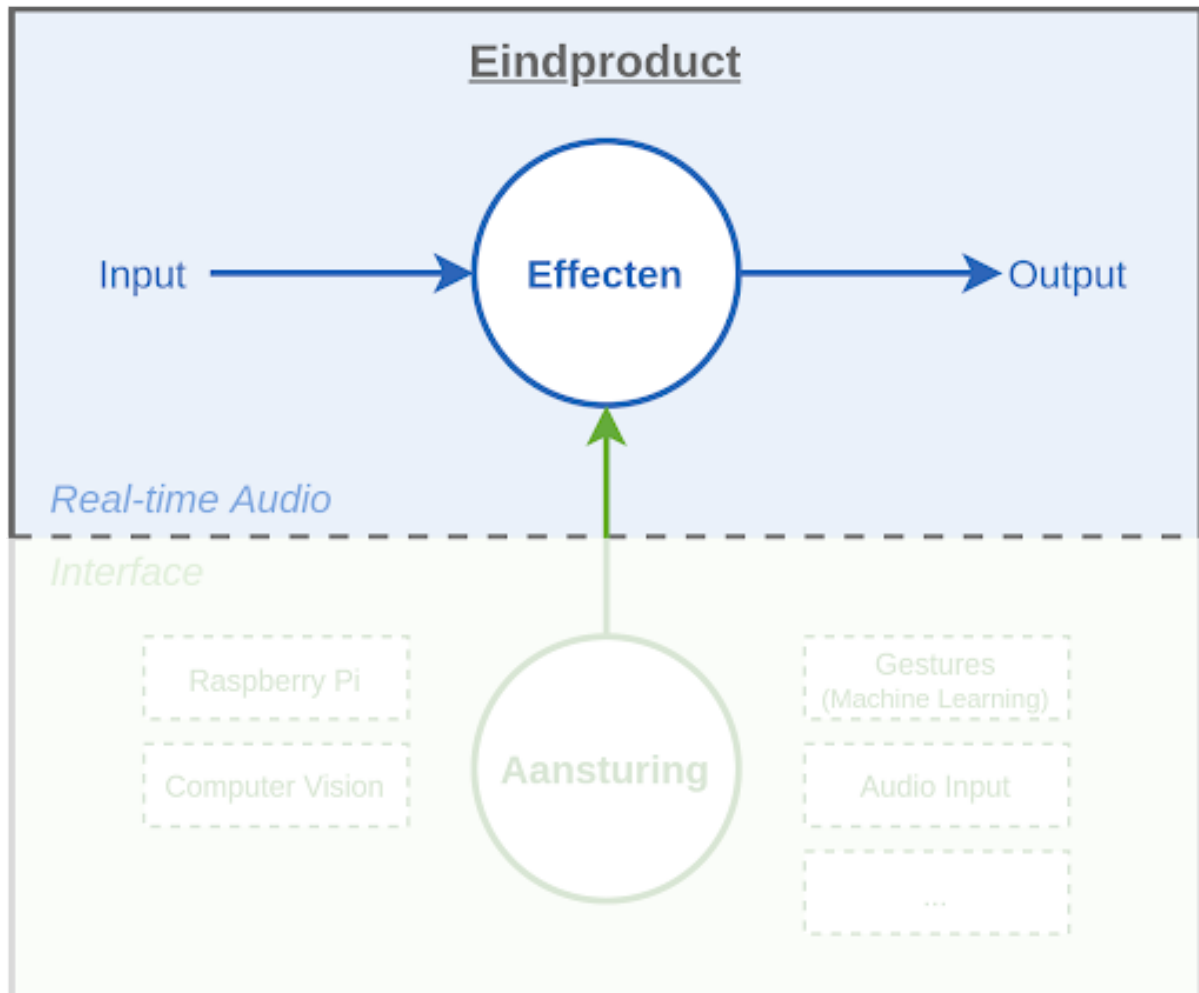 Eindproduct
Input
Effecten
Output
Real-time Audio
Interface
Raspberry Pi
Computer Vision
Aansturing
Gestures
(Machine Learning)
Audio Input
...